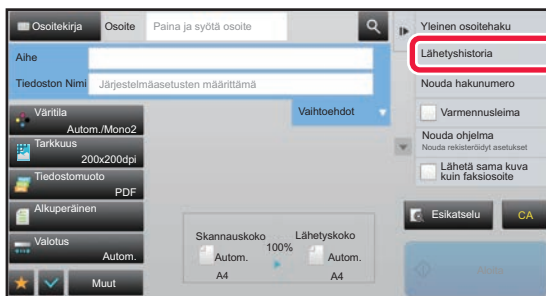 Osoitekirja
Osoite
Paina ja syötä osoite
Aihe
Tiedoston Nimi
Järjestelmäasetusten määrittämä
Vaihtoehdot
Väritila
Autom./Mono2
Tarkkuus
200x200dpi
Tiedostomuoto
PDF
Alkuperäinen
Valotus
Autom.
Muut
Skannauskoko
100%
Lähetyskoko
Autom.
Autom.
A4
A4
Yleinen osoitehaku
Lähetyshistoria
Nouda hakunumero
Varmennusleima
Nouda ohjelma
Nouda rekisteröidyt asetukset
Lähetä sama kuva
kuin faksiosoite
Esikatselu
CA
Aloita